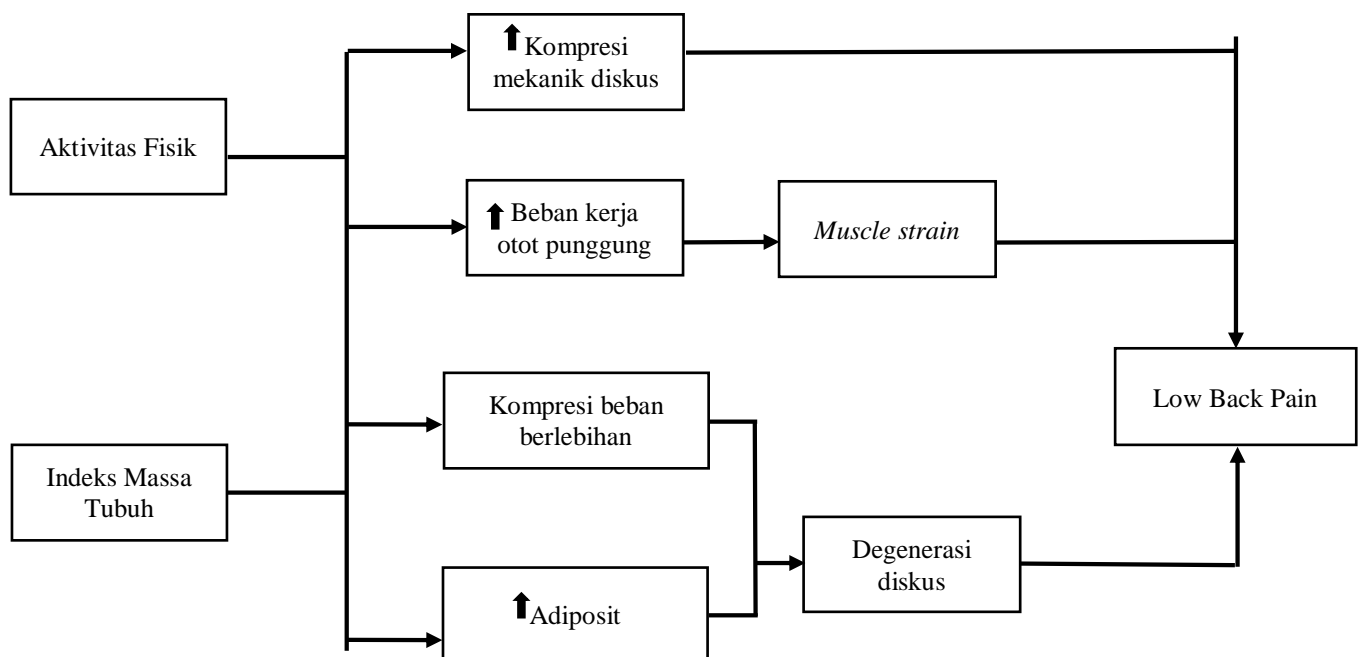 ↑Kompresi
mekanik diskus
Aktivitas Fisik
↑ Beban kerja
otot punggung
Muscle strain
Kompresi beban
berlebihan
Low Back Pain
Indeks Massa
Tubuh
Degenerasi
diskus
↑Adiposit